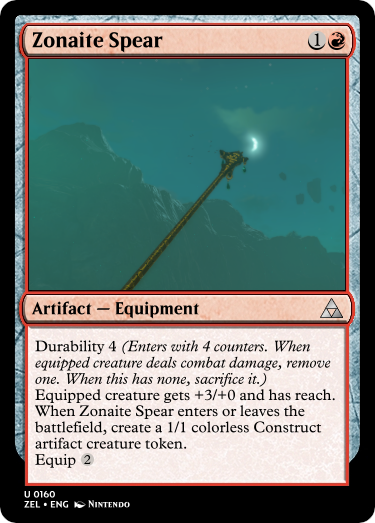 Zonaite Spear 1
Artifact — Equipment
Durability 4 (Enters with 4 counters. When
equipped creature deals combat damage, remove
one. When this has none, sacrifice it.)
Equipped creature gets +3/+0 and has reach.
When Zonaite Spear enters or leaves the
battlefield, create a 1/1 colorless Construct
artifact creature token.
Equip 2
U 0160
ZEL • ENG Nintendo